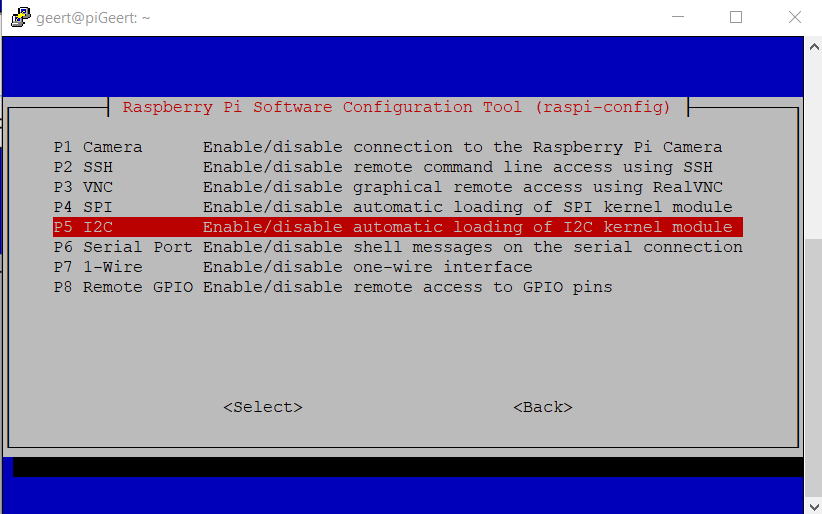 geert@piGeert: ~
Raspberry Pi Software Configuration Tool (raspi-config)
P1 Camera Enable/disable connection to the Raspberry Pi Camera
P2 SSH Enable/disable remote command line access using SSH
P3 VNC Enable/disable graphical remote access using RealVNC
P4 SPI Enable/disable automatic loading of SPI kernel module
P5 I2C Enable/disable automatic loading of I2C kernel module
P6 Serial Port Enable/disable shell messages on the serial connection
P7 1-Wire Enable/disable one-wire interface
P8 Remote GPIO Enable/disable remote access to GPIO pins
<Select> <Back>